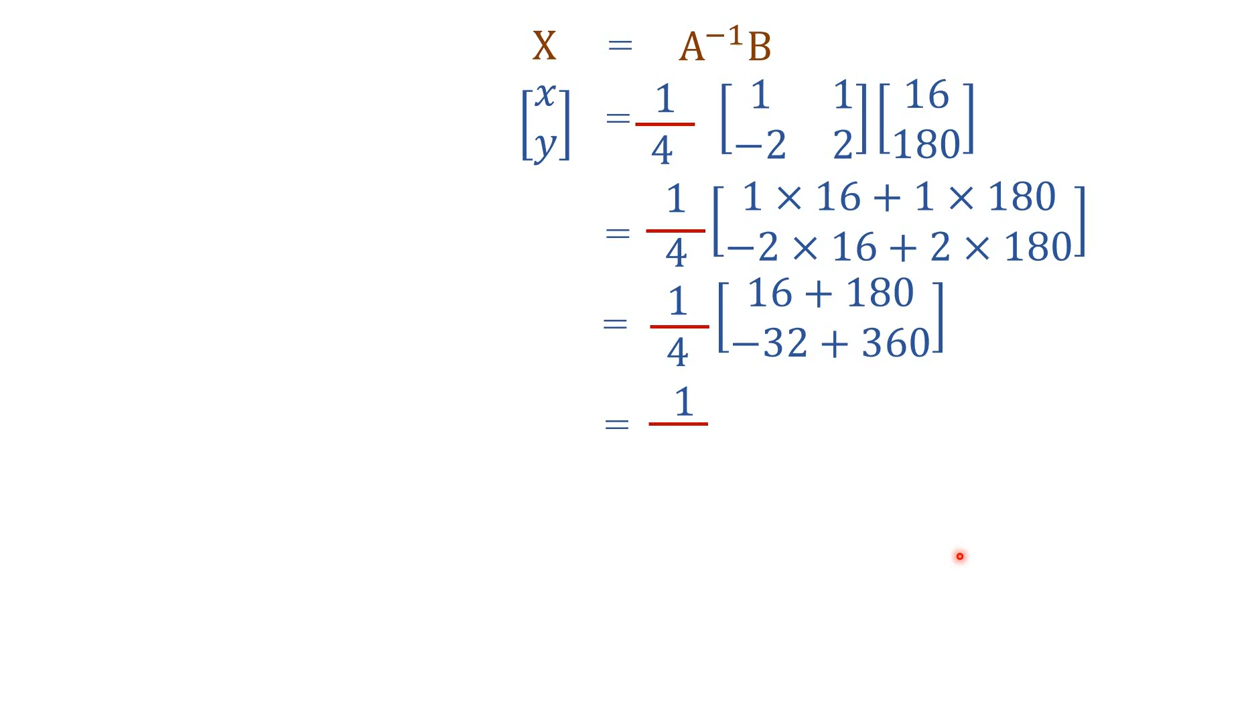 X = A⁻¹B
[x y] = 1/4 [1 1 −2 2][16 180]
= 1/4 [1 × 16 + 1 × 180 −2 × 16 + 2 × 180]
= 1/4 [16 + 180 −32 + 360]
= 1